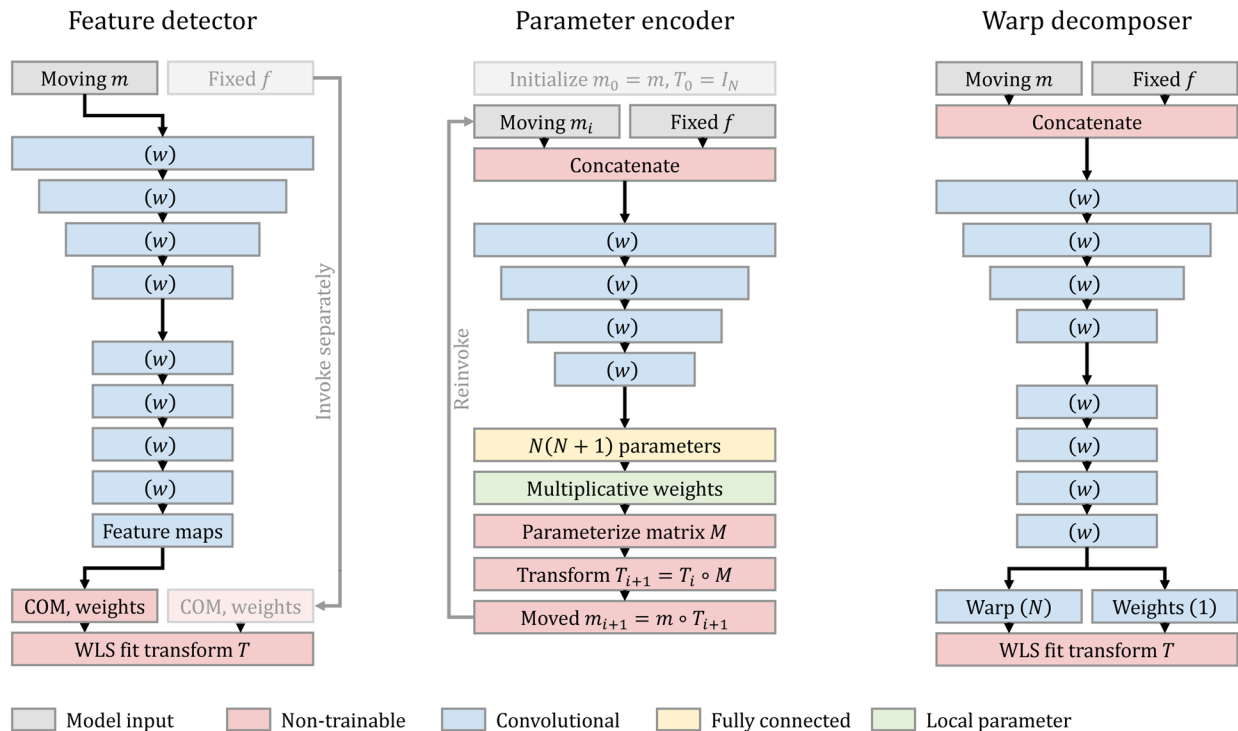 Feature detector
Moving m
Fixed f
(w)
(w)
(w)
(w)
(w)
(w)
(w)
(w)
Feature maps
COM, weights
COM, weights
WLS fit transform T
Invoke separately
Parameter encoder
Initialize m₀ = m, T₀ = I_N
Moving mᵢ
Fixed f
Concatenate
(w)
(w)
(w)
(w)
N(N + 1) parameters
Multiplicative weights
Parameterize matrix M
Transform Tᵢ₊₁ = Tᵢ ∘ M
Moved mᵢ₊₁ = m ∘ Tᵢ₊₁
Reinvoke
Warp decomposer
Moving m
Fixed f
Concatenate
(w)
(w)
(w)
(w)
(w)
(w)
(w)
(w)
Warp (N)
Weights (1)
WLS fit transform T
Model input
Non-trainable
Convolutional
Fully connected
Local parameter